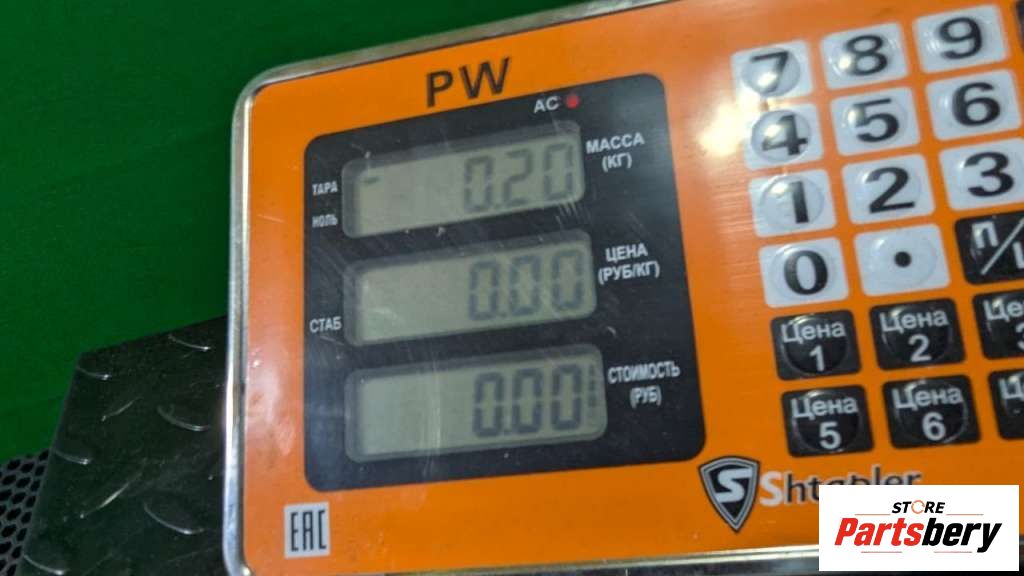 PW
AC
ТАРА
НОЛЬ
0.20
МАССА
(КГ)
СТАБ
0.00
ЦЕНА
(РУБ/КГ)
0.00
СТОИМОСТЬ
(РУБ)
7 8 9
4 5 6
1 2 3
0 .
Цена 1
Цена 2
Цена 5
Цена 6
EAC
Shtapler
STORE
Partsbery